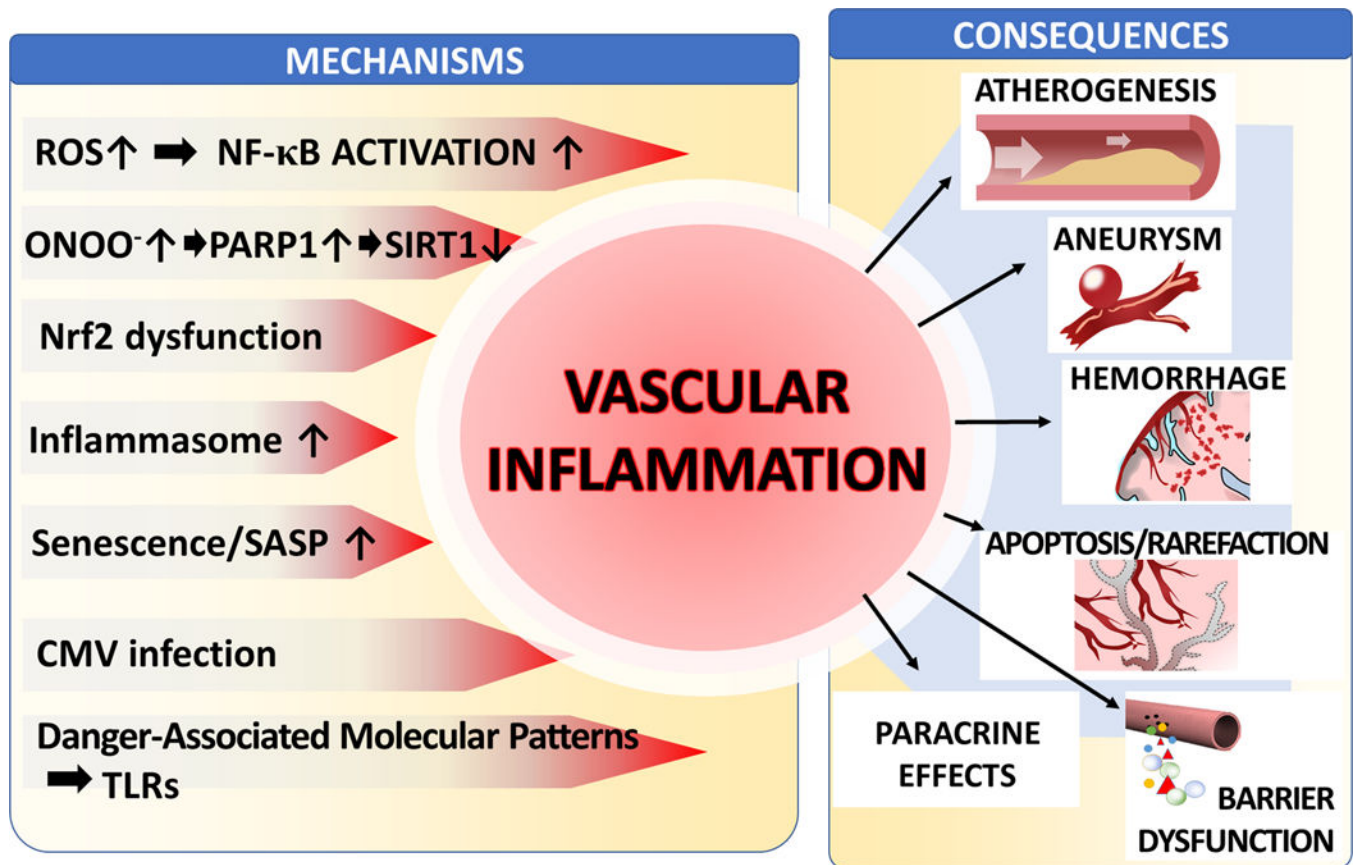 MECHANISMS
ROS↑ ➡ NF-κB ACTIVATION ↑
ONOO⁻↑ ➡PARP1↑ ➡SIRT1↓
Nrf2 dysfunction
Inflammasome ↑
Senescence/SASP ↑
CMV infection
Danger-Associated Molecular Patterns
➡ TLRs
VASCULAR
INFLAMMATION
CONSEQUENCES
ATHEROGENESIS
ANEURYSM
HEMORRHAGE
APOPTOSIS/RAREFACTION
PARACRINE
EFFECTS
BARRIER
DYSFUNCTION